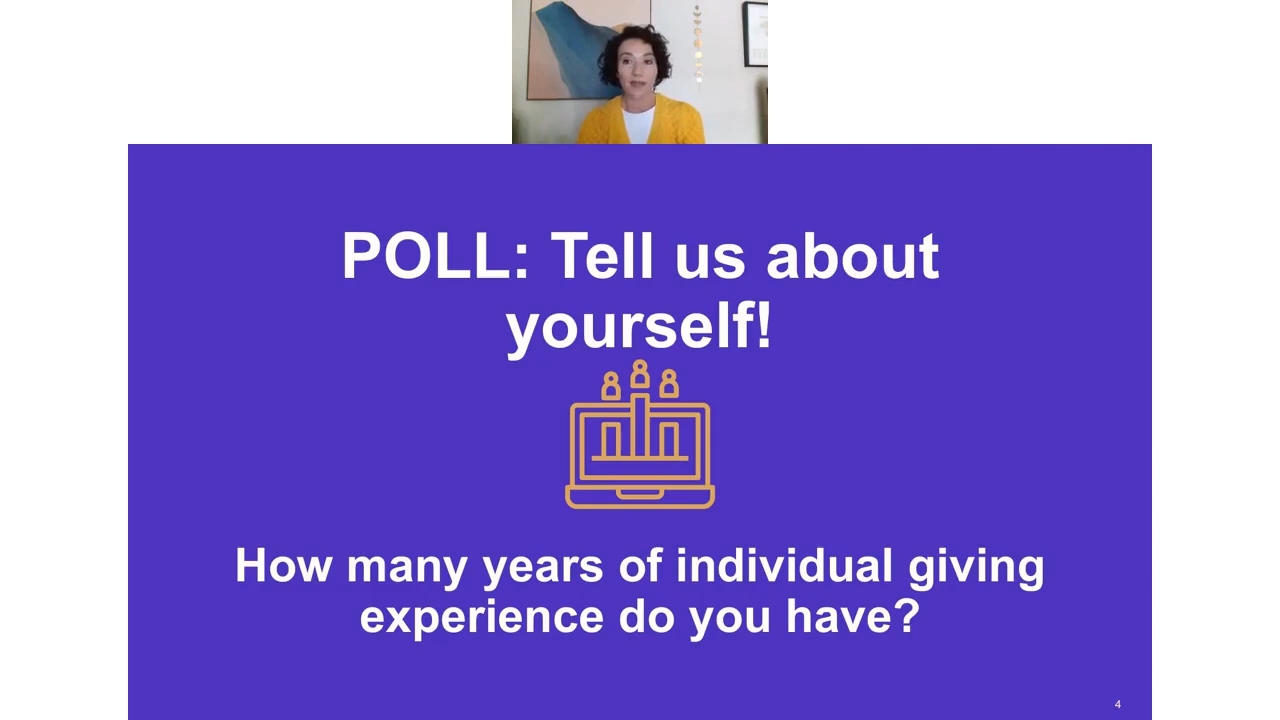 POLL: Tell us about
yourself!
How many years of individual giving
experience do you have?
4